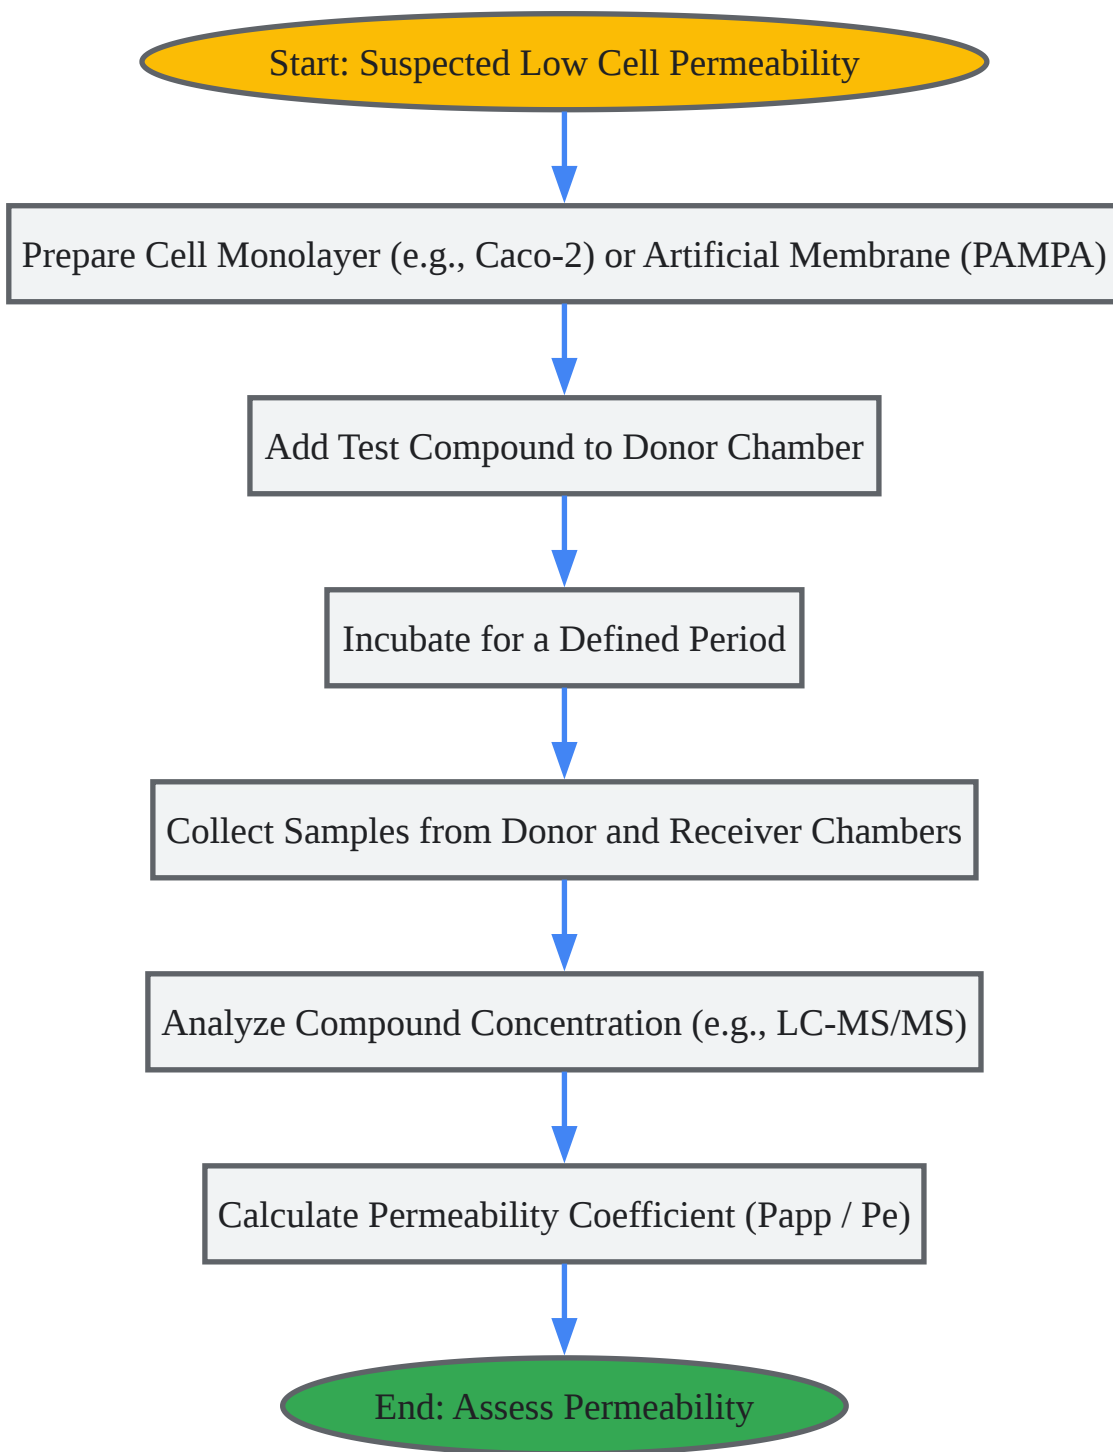 Start: Suspected Low Cell Permeability
Prepare Cell Monolayer (e.g., Caco-2) or Artificial Membrane (PAMPA)
Add Test Compound to Donor Chamber
Incubate for a Defined Period
Collect Samples from Donor and Receiver Chambers
Analyze Compound Concentration (e.g., LC-MS/MS)
Calculate Permeability Coefficient (Papp / Pe)
End: Assess Permeability